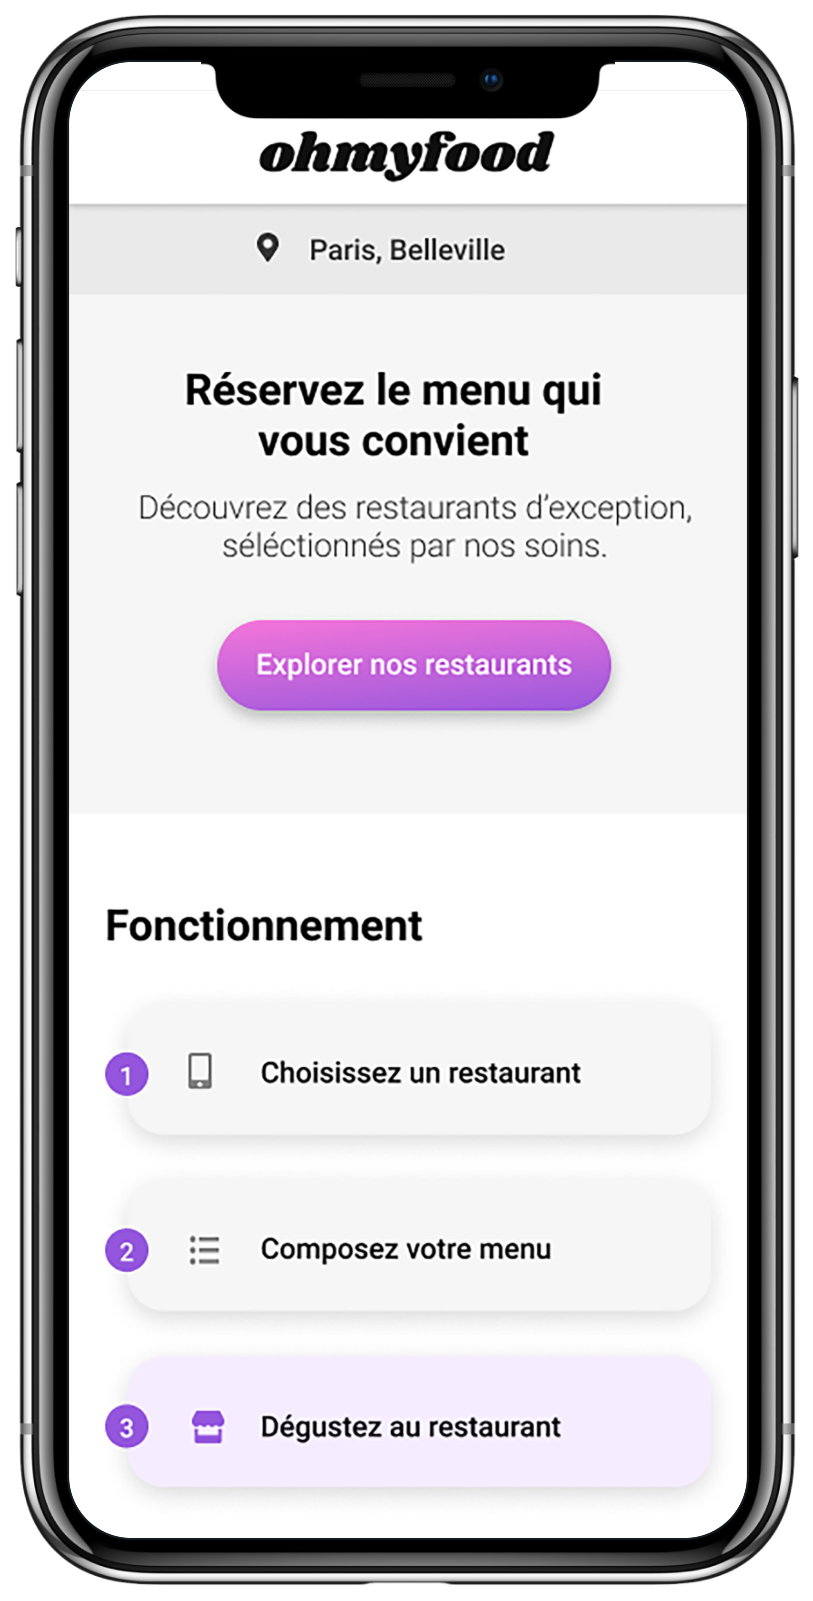 ohmyfood
Paris, Belleville
Réservez le menu qui
vous convient
Découvrez des restaurants d’exception,
séléctionnés par nos soins.
Explorer nos restaurants
Fonctionnement
1 Choisissez un restaurant
2 Composez votre menu
3 Dégustez au restaurant